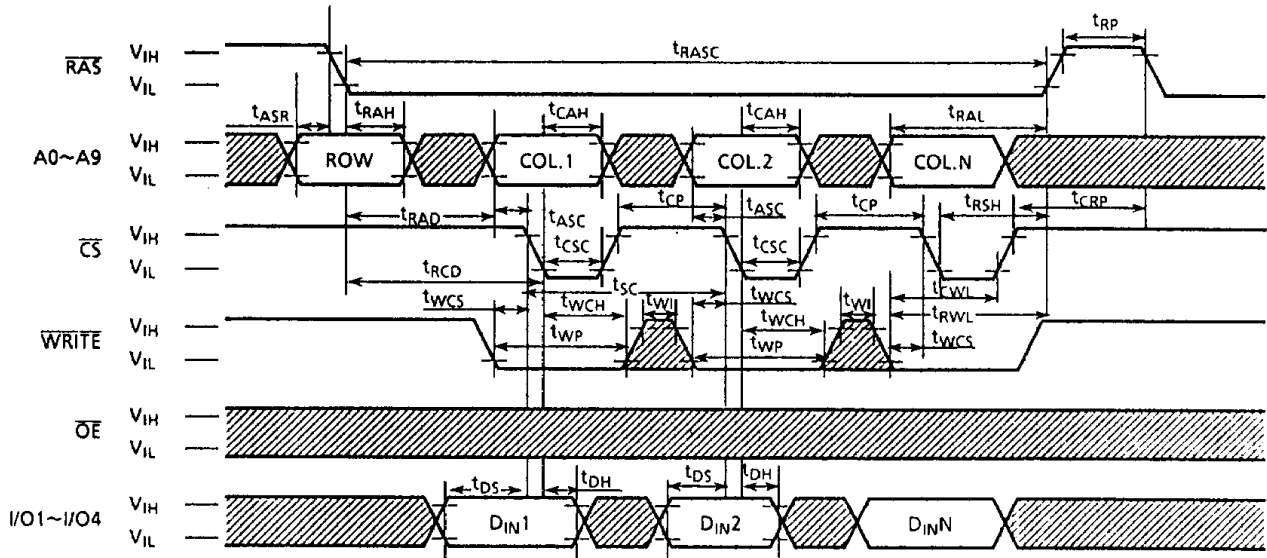 tRP
RAS VIH
VIL
tRASC
tASR tRAH tCAH tCAH tRAL
A0~A9 VIH
VIL
ROW COL.1 COL.2 COL.N
tRAD tASC tCP tASC tCP tRSH tCRP
CS VIH
VIL
tCSC tCSC
tRCD tSC tCWL
tWCS tWCH tWI tWCS tWI tRWL
WRITE VIH
VIL
tWP tWCH tWP tWCS
OE VIH
VIL
tDS tDH tDS tDH
I/O1~I/O4 VIH
VIL
DIN1 DIN2 DINN